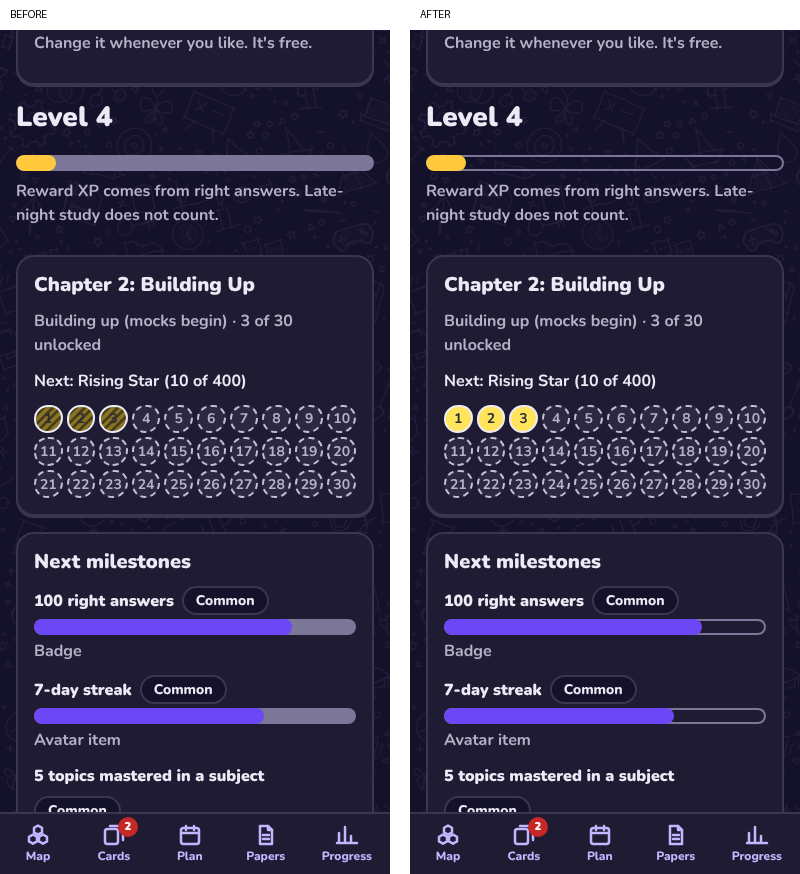 BEFORE
Change it whenever you like. It's free.
Level 4
Reward XP comes from right answers. Late-
night study does not count.
Chapter 2: Building Up
Building up (mocks begin) · 3 of 30
unlocked
Next: Rising Star (10 of 400)
1 2 3 4 5 6 7 8 9 10
11 12 13 14 15 16 17 18 19 20
21 22 23 24 25 26 27 28 29 30
Next milestones
100 right answers Common
Badge
7-day streak Common
Avatar item
5 topics mastered in a subject
Common
2
Map Cards Plan Papers Progress
AFTER
Change it whenever you like. It's free.
Level 4
Reward XP comes from right answers. Late-
night study does not count.
Chapter 2: Building Up
Building up (mocks begin) · 3 of 30
unlocked
Next: Rising Star (10 of 400)
1 2 3 4 5 6 7 8 9 10
11 12 13 14 15 16 17 18 19 20
21 22 23 24 25 26 27 28 29 30
Next milestones
100 right answers Common
Badge
7-day streak Common
Avatar item
5 topics mastered in a subject
Common
2
Map Cards Plan Papers Progress